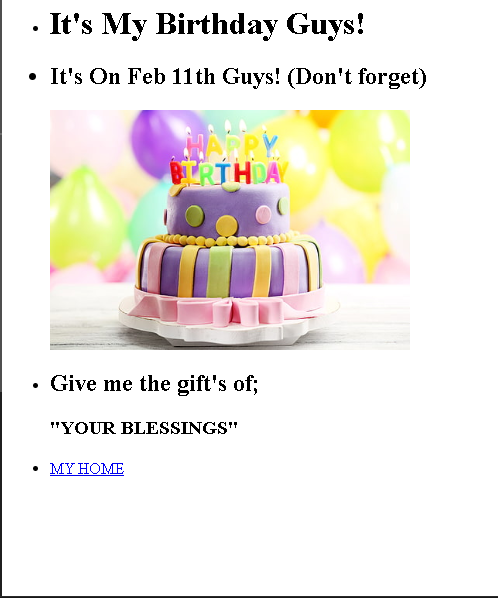 It's My Birthday Guys!
It's On Feb 11th Guys! (Don't forget)
HAPPY
BIRTHDAY
Give me the gift's of;
"YOUR BLESSINGS"
MY HOME